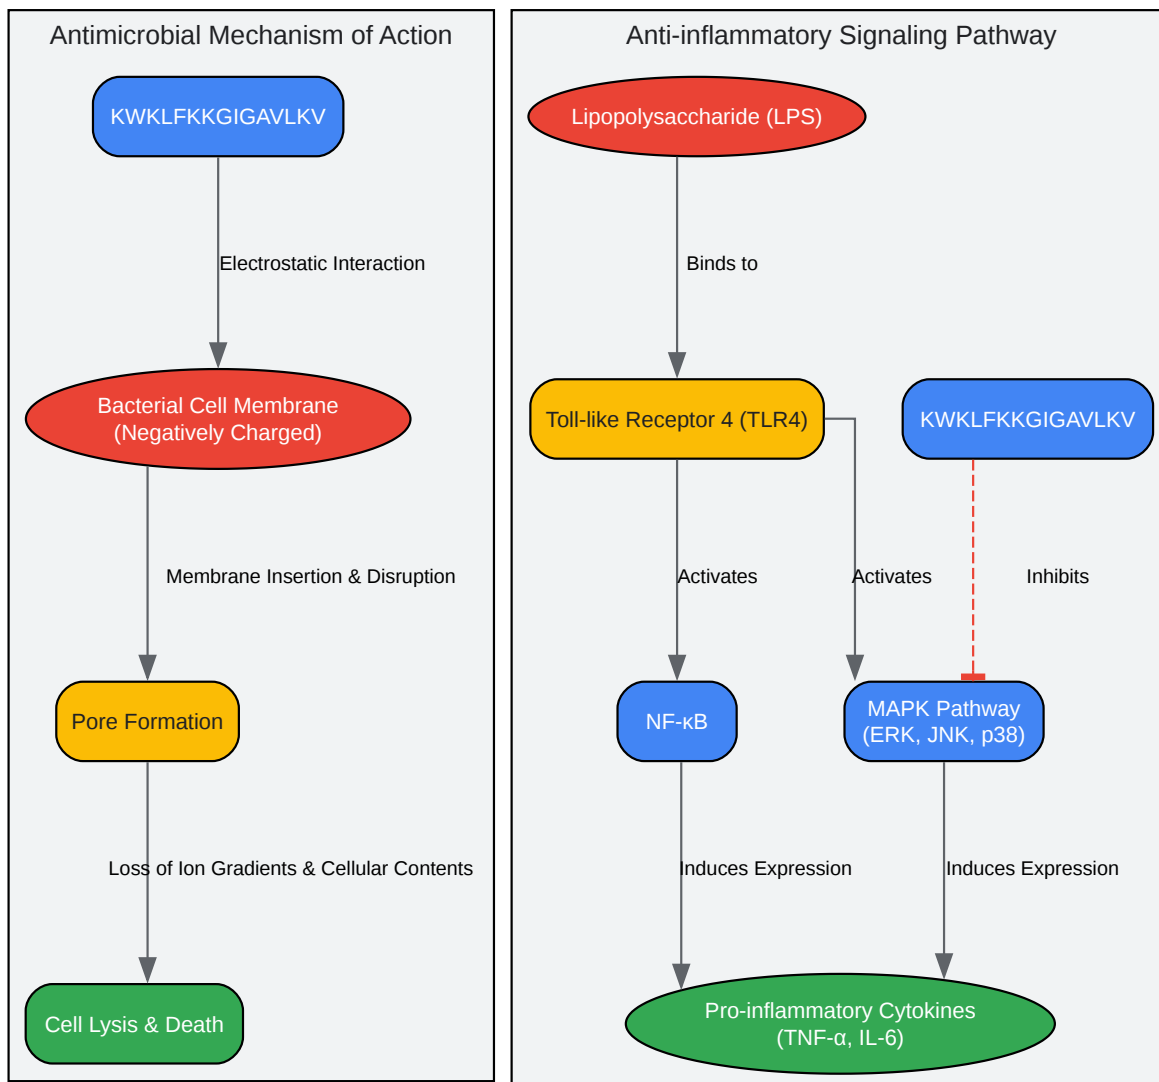 Antimicrobial Mechanism of Action
KWKLFKKGIGAVLKV
Electrostatic Interaction
Bacterial Cell Membrane
(Negatively Charged)
Membrane Insertion & Disruption
Pore Formation
Loss of Ion Gradients & Cellular Contents
Cell Lysis & Death
Anti-inflammatory Signaling Pathway
Lipopolysaccharide (LPS)
Binds to
Toll-like Receptor 4 (TLR4)
KWKLFKKGIGAVLKV
Activates
Activates
Inhibits
NF-κB
MAPK Pathway
(ERK, JNK, p38)
Induces Expression
Induces Expression
Pro-inflammatory Cytokines
(TNF-α, IL-6)